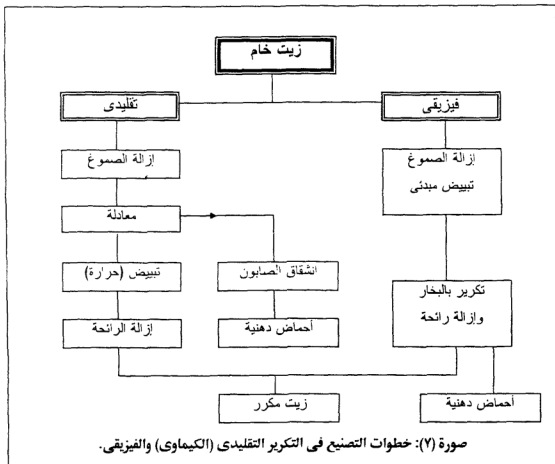 زيت خام
تقليدى
فيزيقى
إزالة الصموغ
إزالة الصموغ
تبييض مبدئى
معادلة
تبييض (حرارة)
انشقاق الصابون
تكرير بالبخار
وإزالة رائحة
إزالة الرائحة
أحماض دهنية
زيت مكرر
أحماض دهنية
صورة (٧): خطوات التصنيع فى التكرير التقليدى (الكيماوى) والفيزيقى.